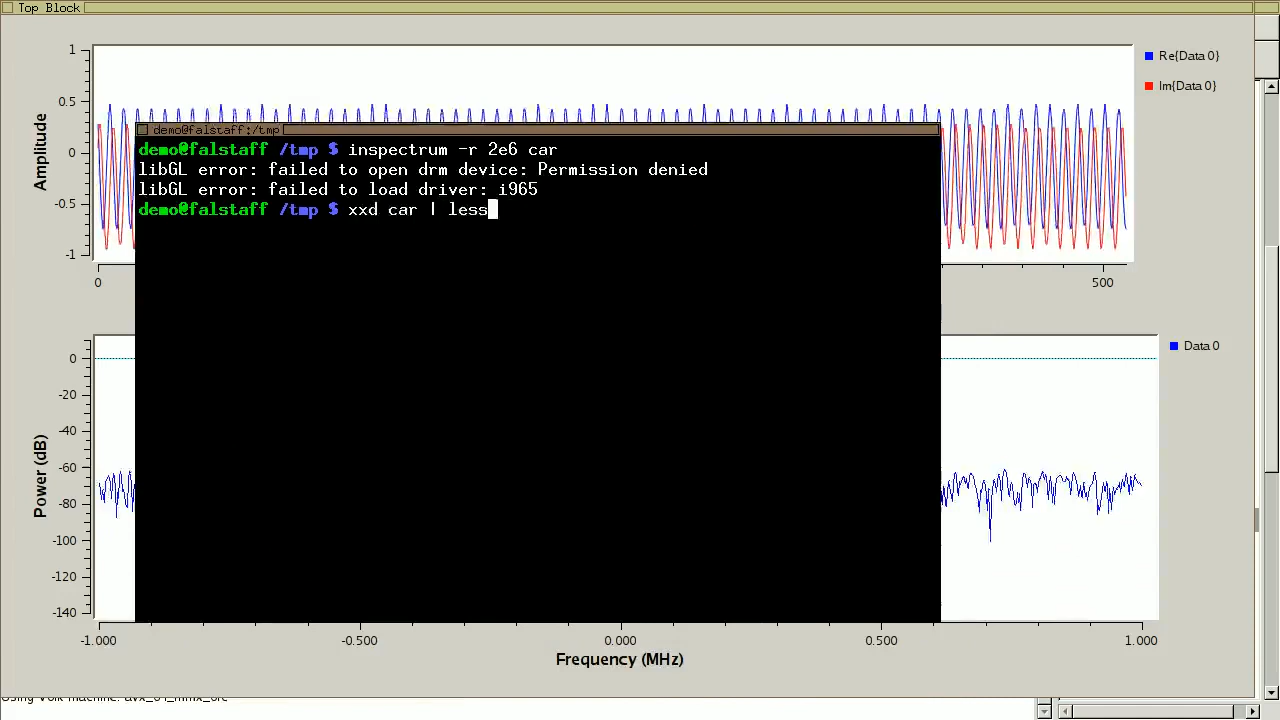 Top Block
1
0.5
0
-0.5
-1
Amplitude
Re{Data 0}
Im{Data 0}
demo@falstaff:/tmp
demo@falstaff /tmp $ inspectrum -r 2e6 car
libGL error: failed to open drm device: Permission denied
libGL error: failed to load driver: i965
demo@falstaff /tmp $ xxd car | less
0
500
Data 0
0
-20
-40
-60
-80
-100
-120
-140
Power (dB)
-1.000
-0.500
0.000
0.500
1.000
Frequency (MHz)